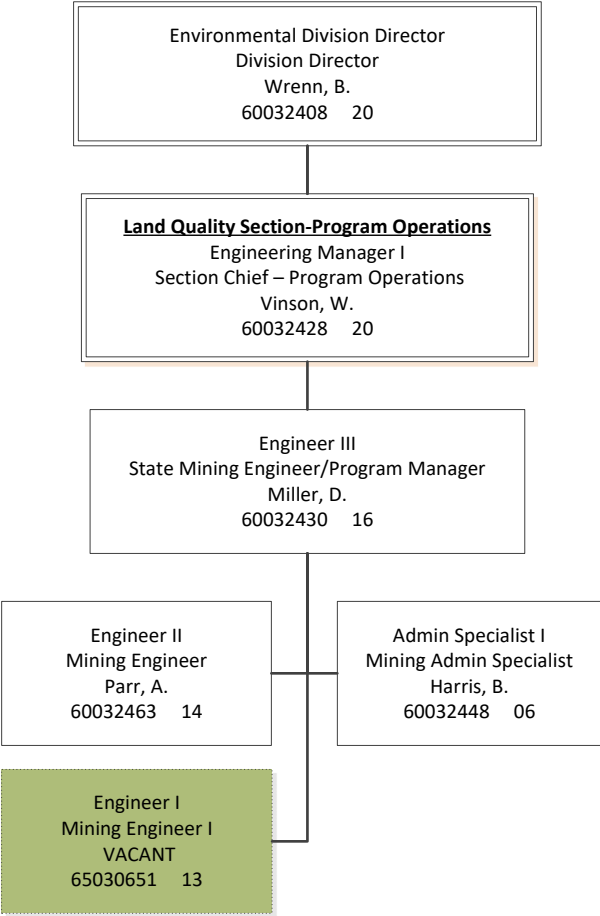 Environmental Division Director
Division Director
Wrenn, B.
60032408 20
Land Quality Section-Program Operations
Engineering Manager I
Section Chief – Program Operations
Vinson, W.
60032428 20
Engineer III
State Mining Engineer/Program Manager
Miller, D.
60032430 16
Engineer II
Mining Engineer
Parr, A.
60032463 14
Admin Specialist I
Mining Admin Specialist
Harris, B.
60032448 06
Engineer I
Mining Engineer I
VACANT
65030651 13